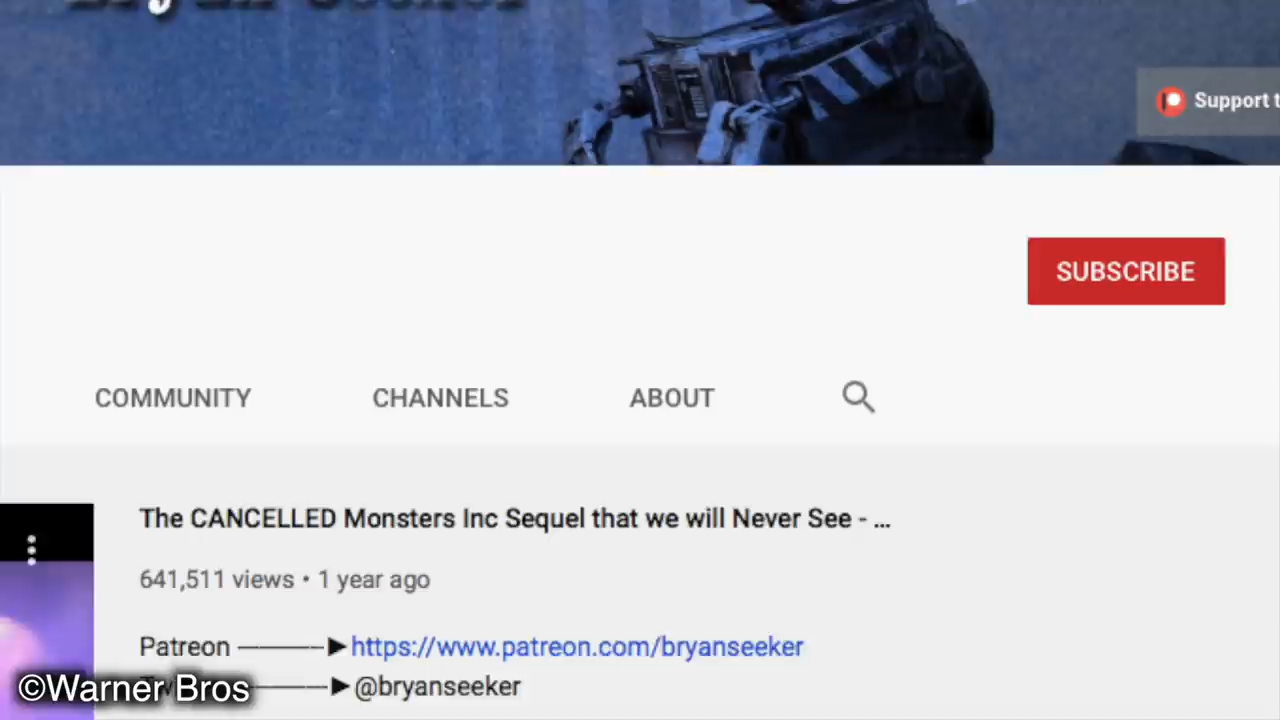 Support t
SUBSCRIBE
COMMUNITY
CHANNELS
ABOUT
The CANCELLED Monsters Inc Sequel that we will Never See - ...
641,511 views • 1 year ago
Patreon ————►https://www.patreon.com/bryanseeker
————►@bryanseeker
©Warner Bros